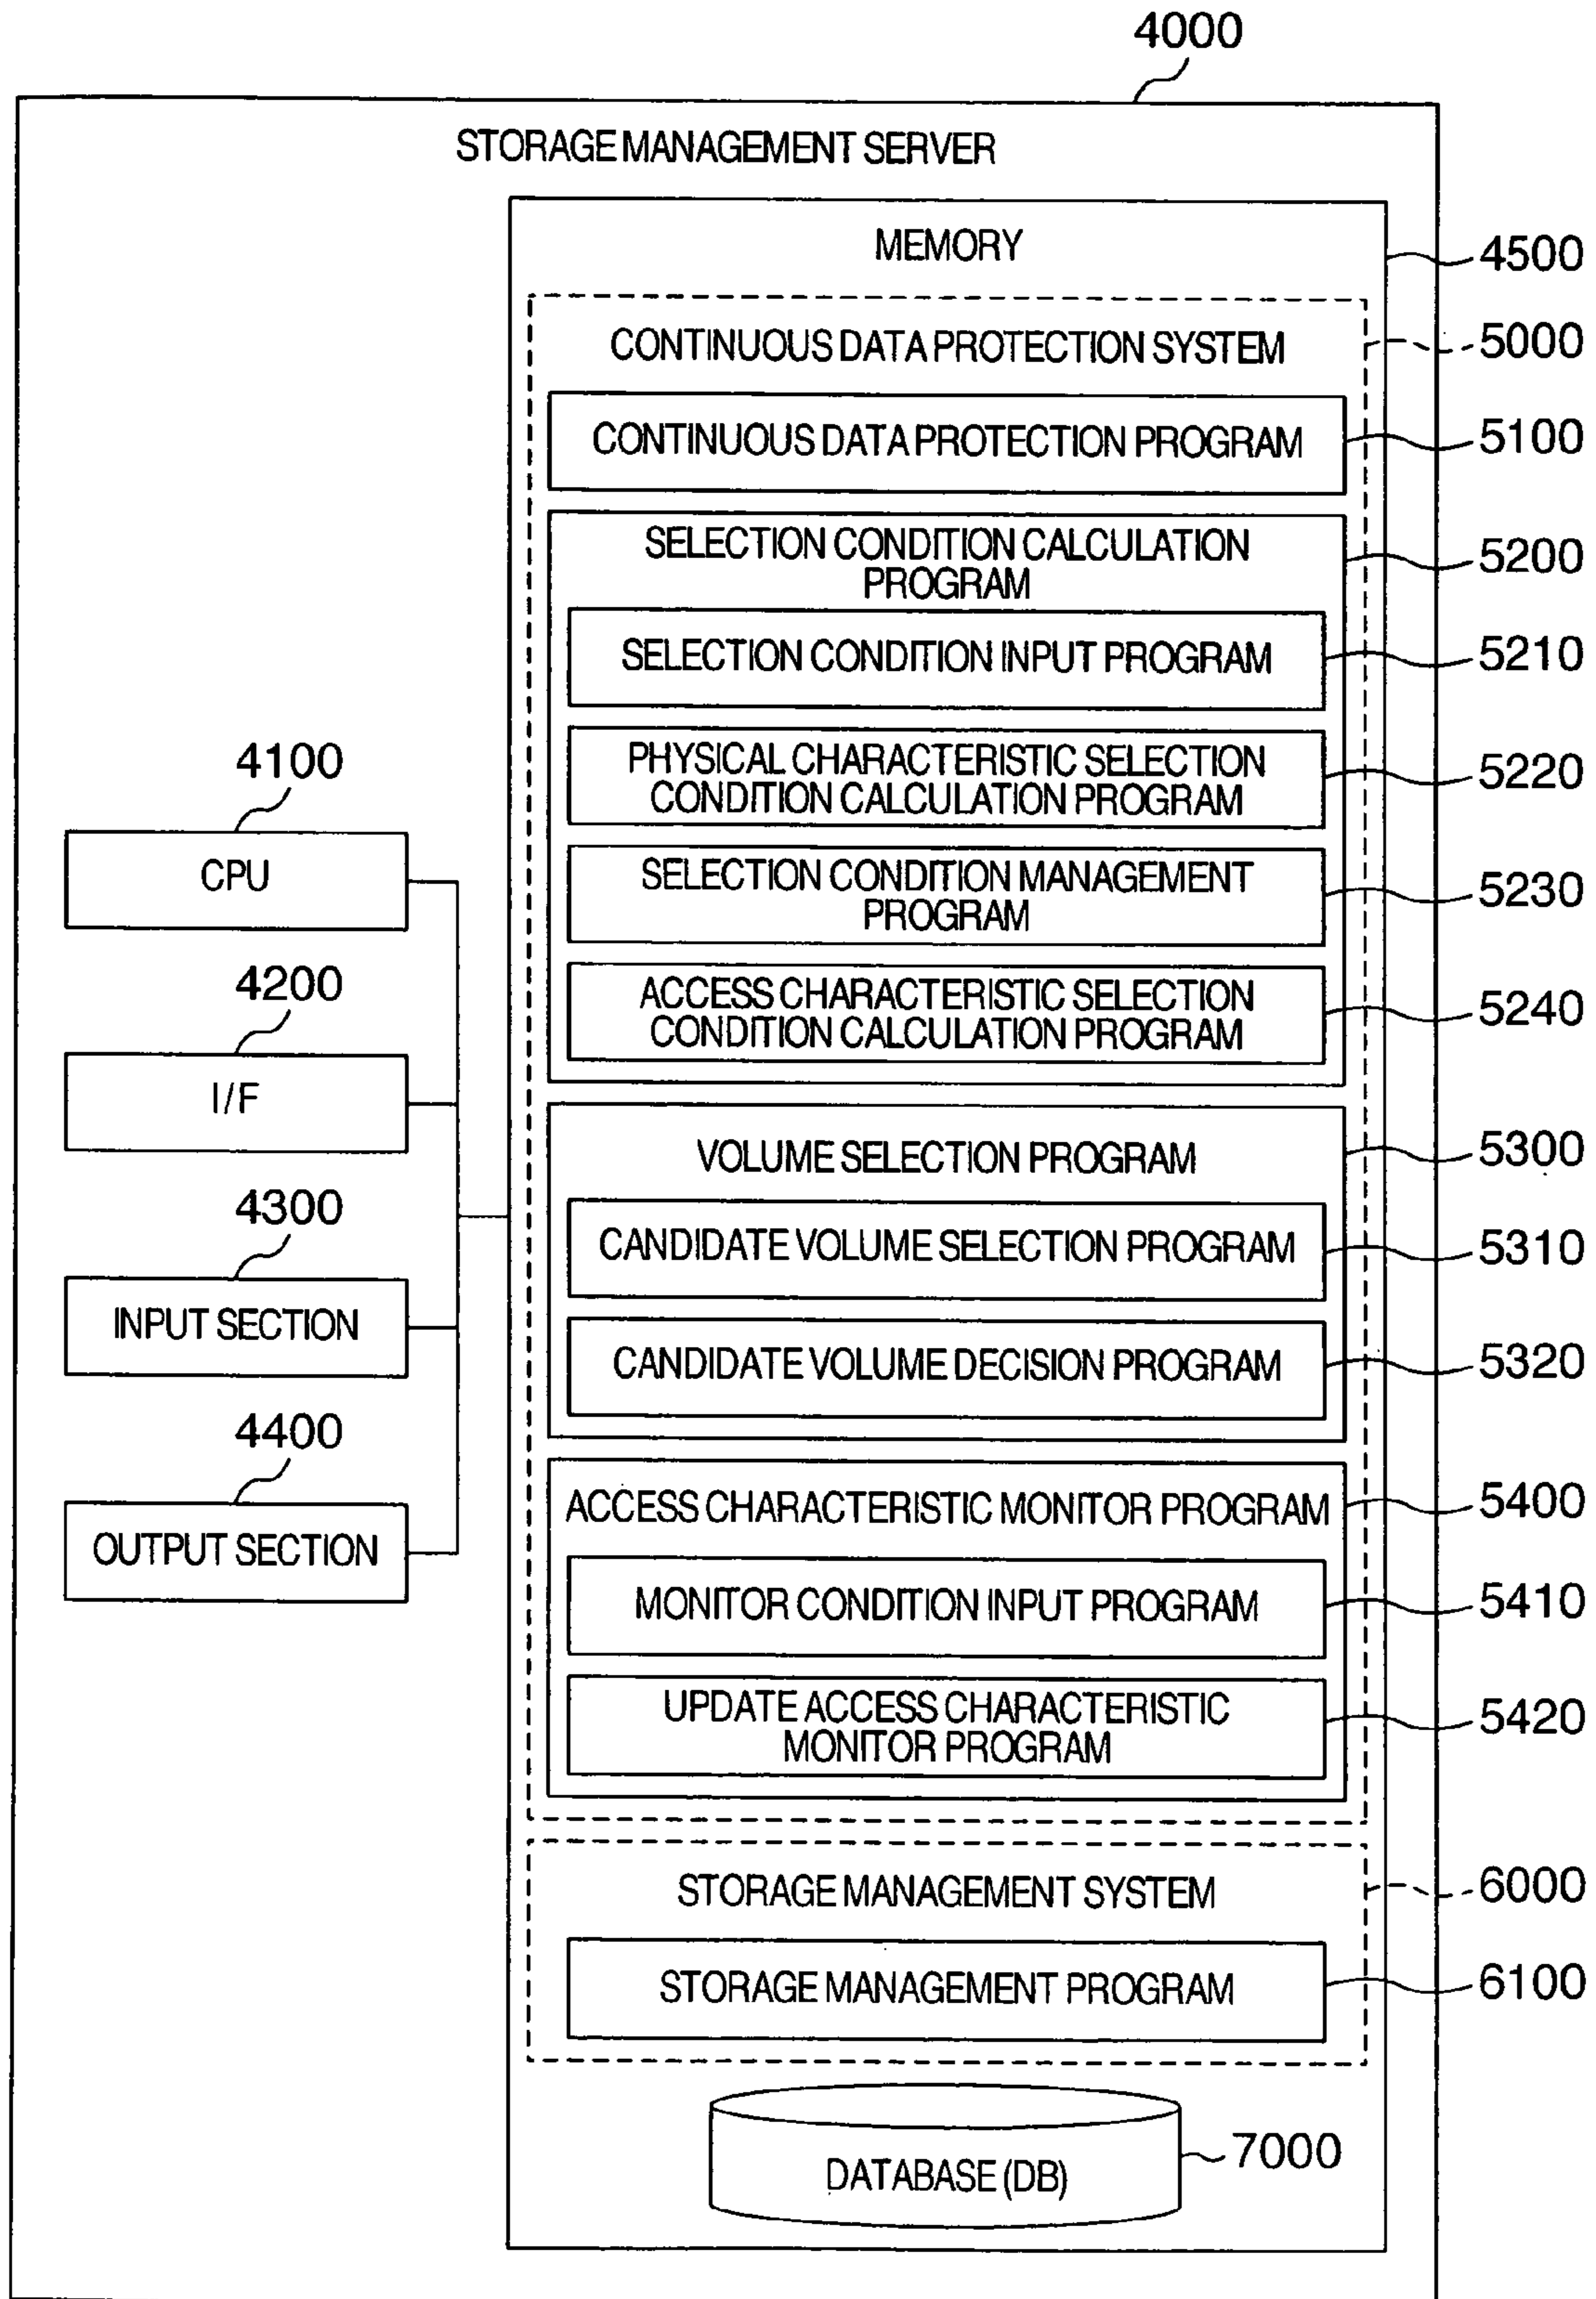 4000
STORAGE MANAGEMENT SERVER
MEMORY
4500
CONTINUOUS DATA PROTECTION SYSTEM
5000
CONTINUOUS DATA PROTECTION PROGRAM
5100
SELECTION CONDITION CALCULATION
PROGRAM
5200
SELECTION CONDITION INPUT PROGRAM
5210
PHYSICAL CHARACTERISTIC SELECTION
CONDITION CALCULATION PROGRAM
5220
SELECTION CONDITION MANAGEMENT
PROGRAM
5230
ACCESS CHARACTERISTIC SELECTION
CONDITION CALCULATION PROGRAM
5240
VOLUME SELECTION PROGRAM
5300
CANDIDATE VOLUME SELECTION PROGRAM
5310
CANDIDATE VOLUME DECISION PROGRAM
5320
ACCESS CHARACTERISTIC MONITOR PROGRAM
5400
MONITOR CONDITION INPUT PROGRAM
5410
UPDATE ACCESS CHARACTERISTIC
MONITOR PROGRAM
5420
STORAGE MANAGEMENT SYSTEM
6000
STORAGE MANAGEMENT PROGRAM
6100
DATABASE (DB)
7000
4100
CPU
4200
I/F
4300
INPUT SECTION
4400
OUTPUT SECTION